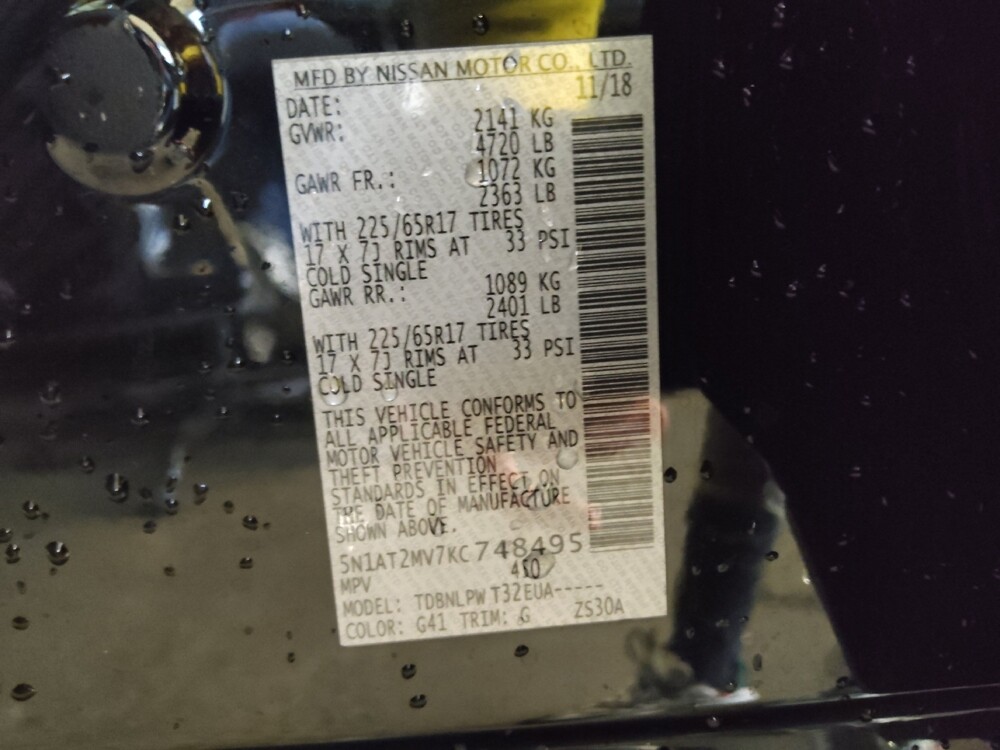 MFD BY NISSAN MOTOR CO., LTD.
DATE: 11/18
GVWR: 2141 KG
4720 LB
GAWR FR.: 1072 KG
2363 LB
WITH 225/65R17 TIRES
17 X 7J RIMS AT 33 PSI
COLD SINGLE
GAWR RR.: 1089 KG
2401 LB
WITH 225/65R17 TIRES
17 X 7J RIMS AT 33 PSI
COLD SINGLE
THIS VEHICLE CONFORMS TO
ALL APPLICABLE FEDERAL
MOTOR VEHICLE SAFETY AND
THEFT PREVENTION
STANDARDS IN EFFECT ON
THE DATE OF MANUFACTURE
SHOWN ABOVE.
5N1AT2MV7KC748495
MPV
MODEL: TDBNLPW T32EUA-----
COLOR: G41 TRIM: G ZS30A